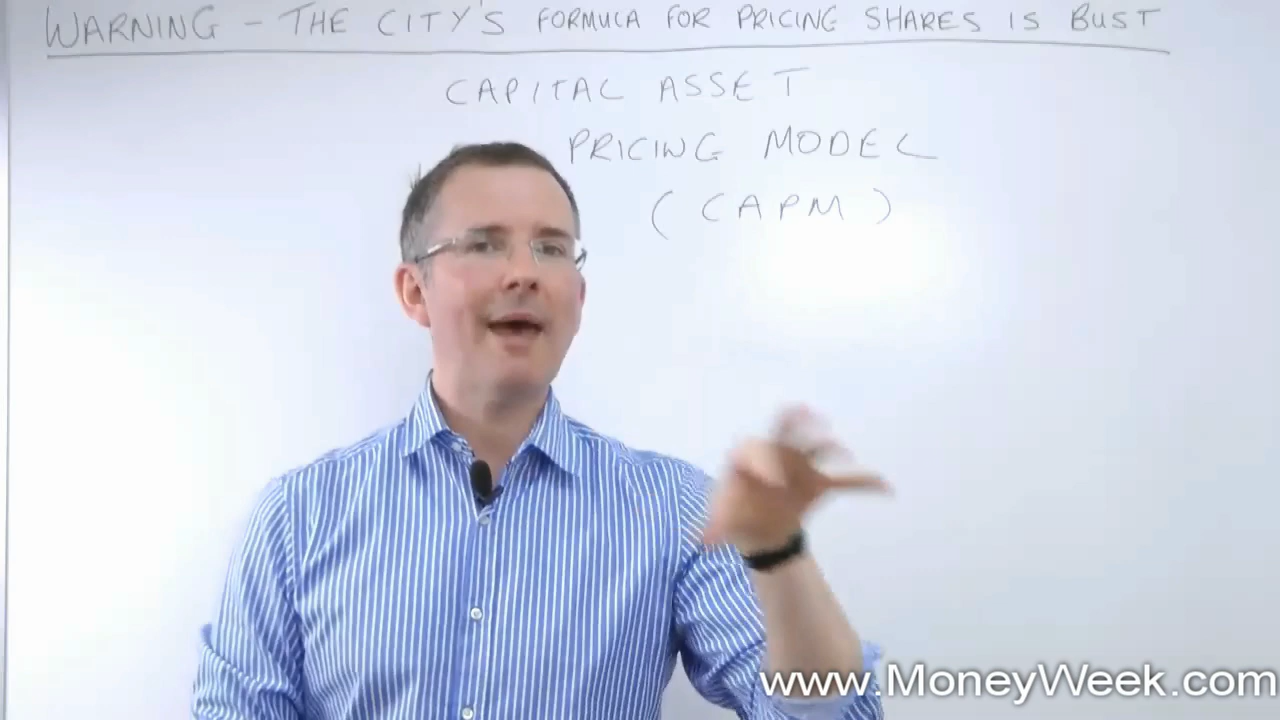 WARNING – THE CITY'S FORMULA FOR PRICING SHARES IS BUST
CAPITAL ASSET
PRICING MODEL
(CAPM)
www.MoneyWeek.com